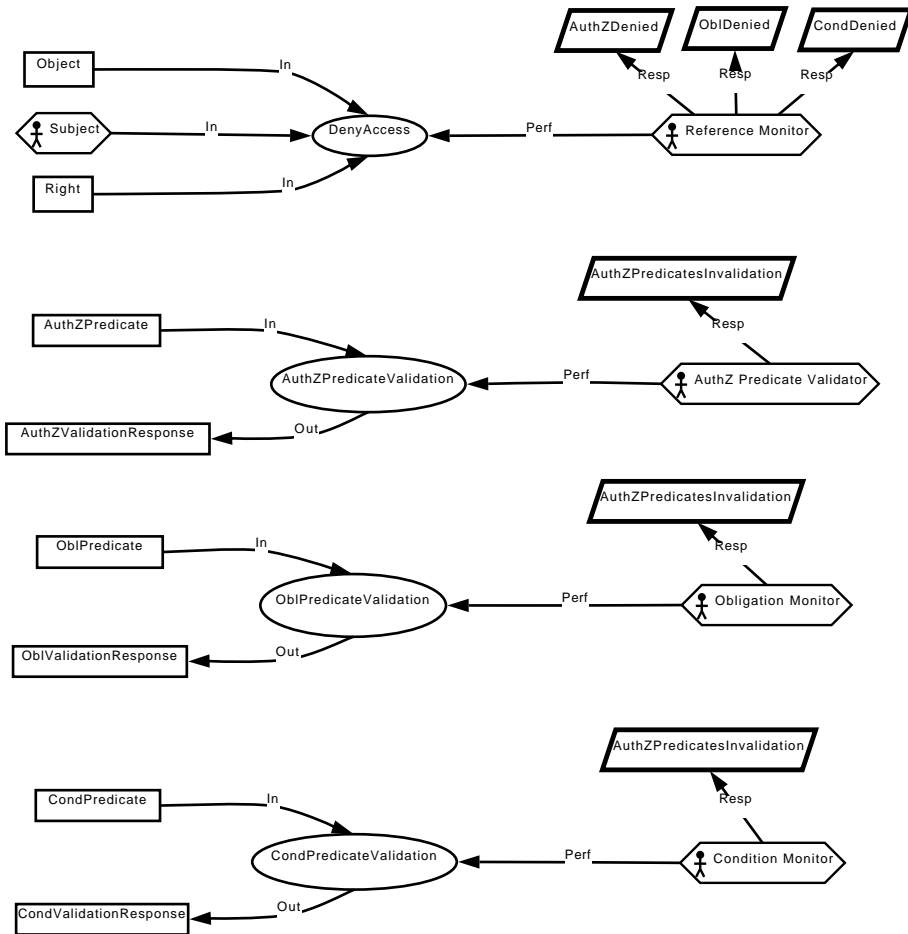 AuthZDenied
OblDenied
CondDenied
Object
In
Resp
Resp
Resp
Subject
In
DenyAccess
Perf
Reference Monitor
Right
In
AuthZPredicatesInvalidation
AuthZPredicate
In
Resp
AuthZPredicateValidation
Perf
AuthZ Predicate Validator
AuthZValidationResponse
Out
AuthZPredicatesInvalidation
OblPredicate
In
Resp
OblPredicateValidation
Perf
Obligation Monitor
OblValidationResponse
Out
AuthZPredicatesInvalidation
CondPredicate
In
Resp
CondPredicateValidation
Perf
Condition Monitor
CondValidationResponse
Out